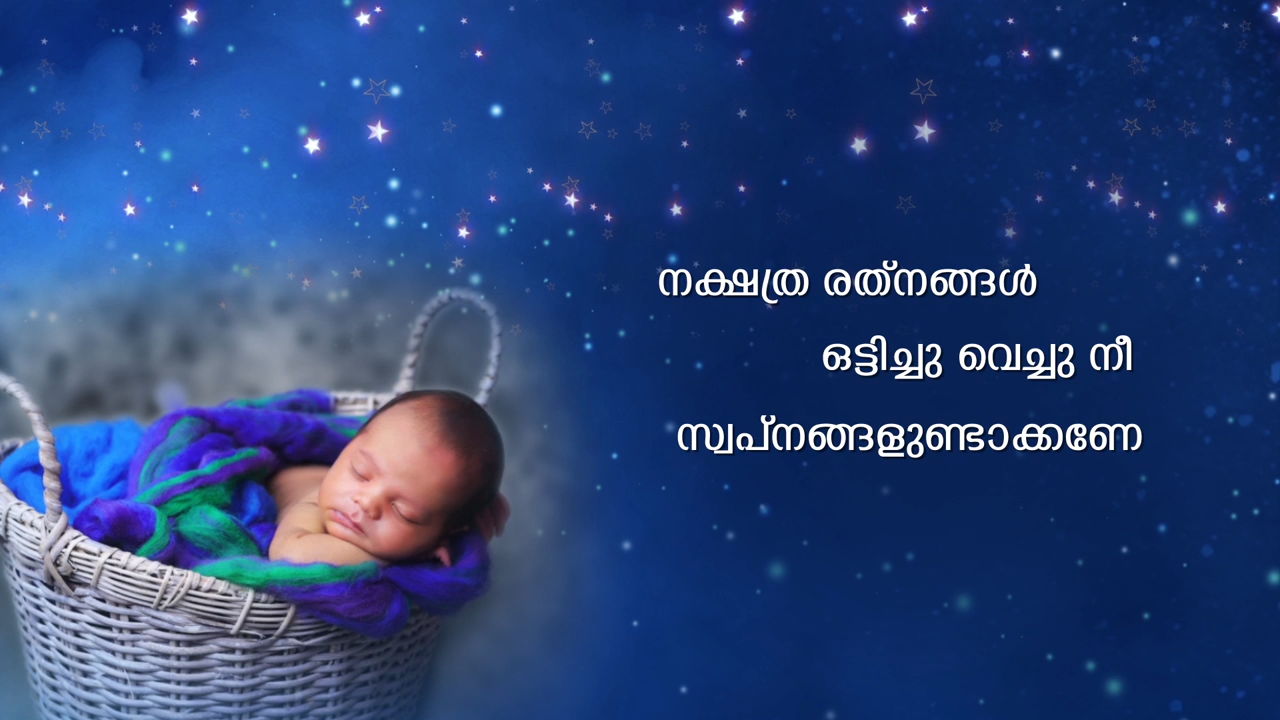 നക്ഷത്ര രത്‌നങ്ങൾ
ഒട്ടിച്ചു വെച്ചു നീ
സ്വപ്‌നങ്ങളുണ്ടാക്കണേ